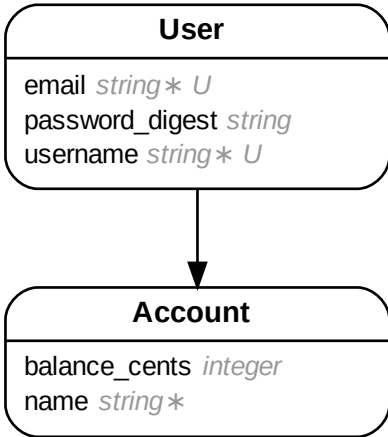 User
email string∗ U
password_digest string
username string∗ U
Account
balance_cents integer
name string∗